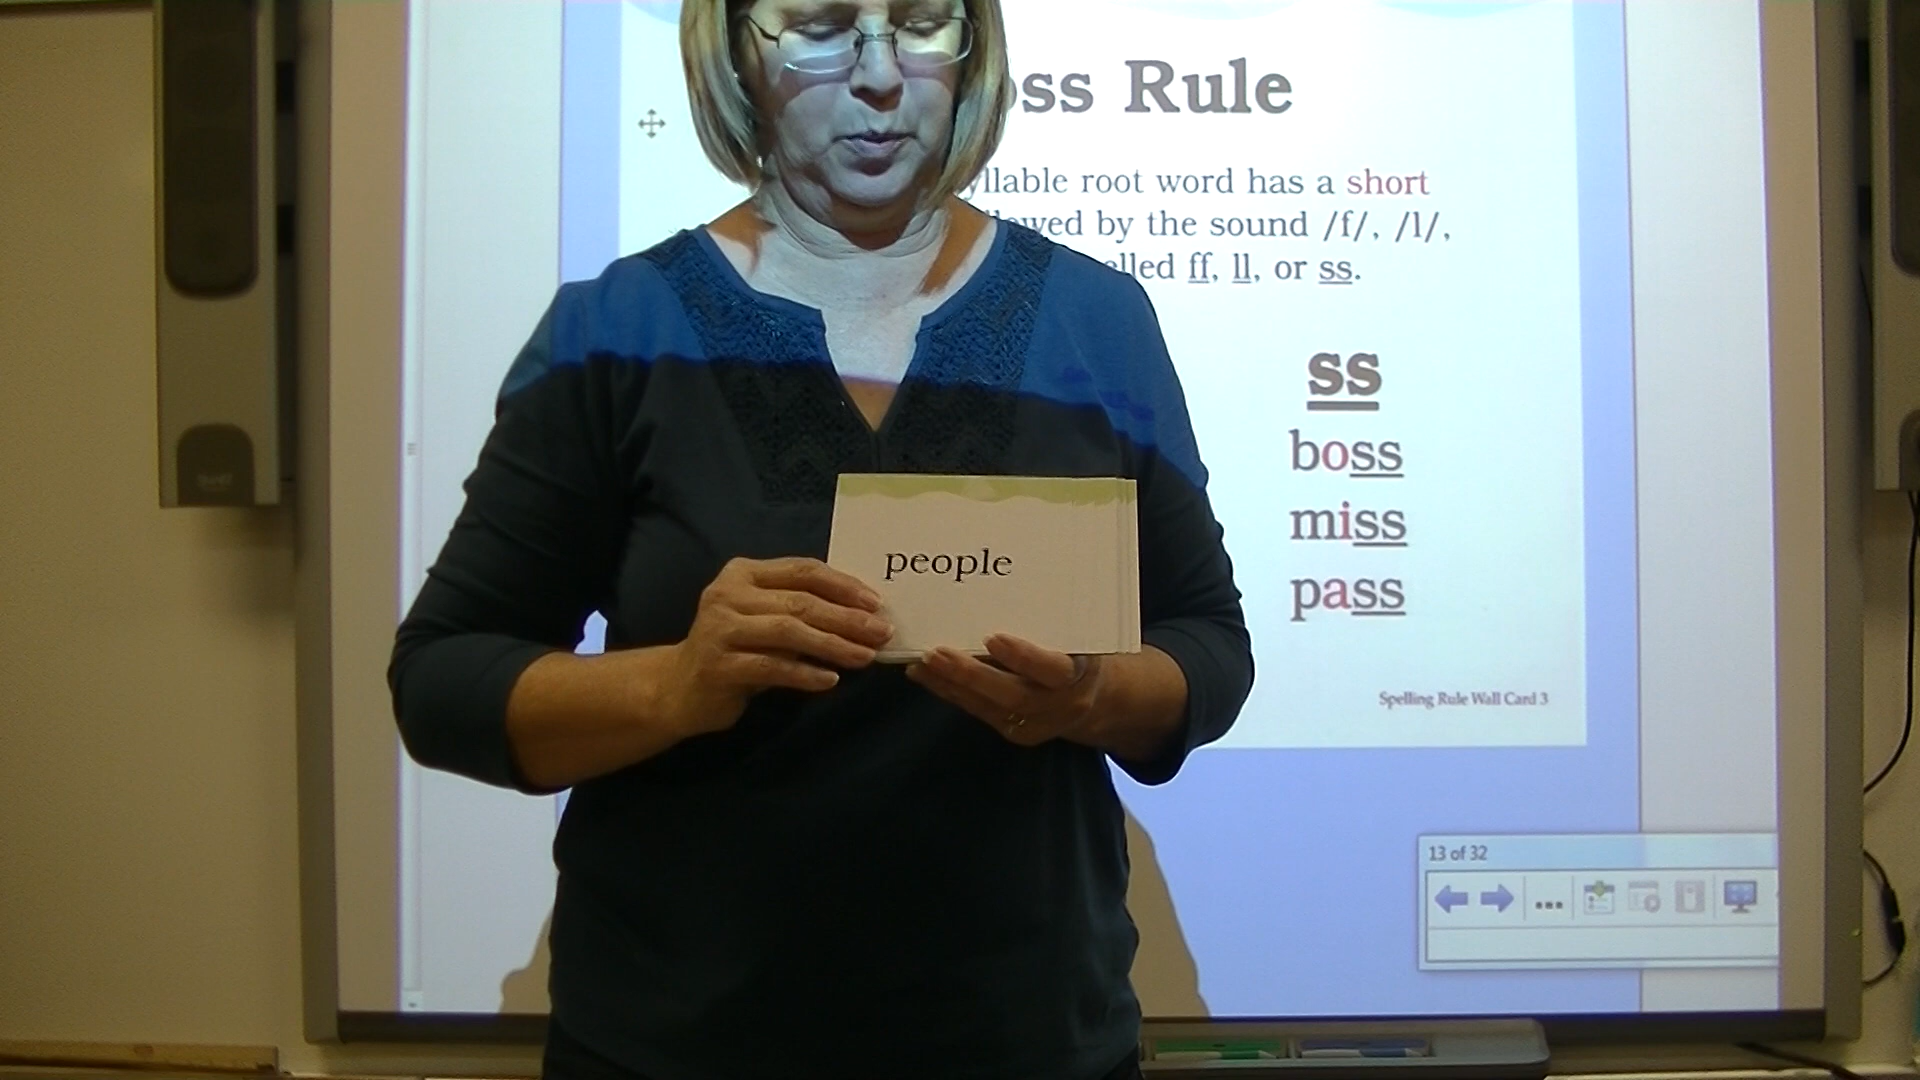 oss Rule
yllable root word has a short
llowed by the sound /f/, /l/,
elled ff, ll, or ss.
ss
boss
miss
pass
people
Spelling Rule Wall Card 3
13 of 32